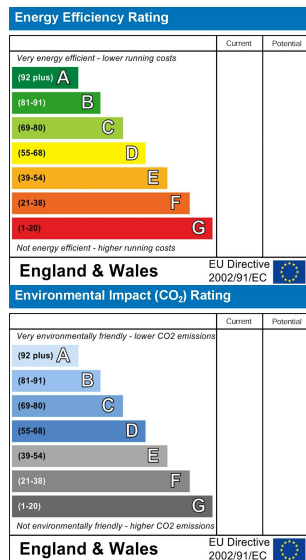 Energy Efficiency Rating
Current Potential
Very energy efficient - lower running costs
(92 plus) A
(81-91) B
(69-80) C
(55-68) D
(39-54) E
(21-38) F
(1-20) G
Not energy efficient - higher running costs
England & Wales
EU Directive
2002/91/EC
Environmental Impact (CO₂) Rating
Current Potential
Very environmentally friendly - lower CO2 emissions
(92 plus) A
(81-91) B
(69-80) C
(55-68) D
(39-54) E
(21-38) F
(1-20) G
Not environmentally friendly - higher CO2 emissions
England & Wales
EU Directive
2002/91/EC